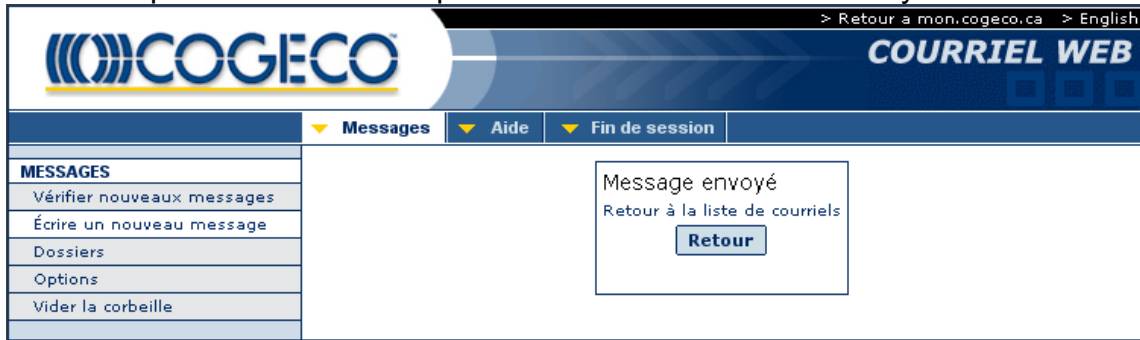 > Retour a mon.cogeco.ca > English
COGECO
COURRIEL WEB
Messages Aide Fin de session
MESSAGES
Vérifier nouveaux messages
Écrire un nouveau message
Dossiers
Options
Vider la corbeille
Message envoyé
Retour à la liste de courriels
Retour